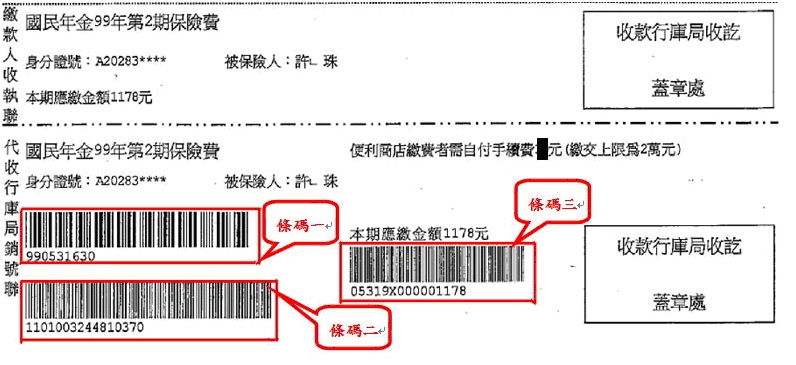 繳款人收執聯
國民年金99年第2期保險費
身分證號：A20283**** 被保險人：許 珠
本期應繳金額1178元
收款行庫局收訖
蓋章處
代收行庫局銷號聯
國民年金99年第2期保險費
便利商店繳費者需自付手續費 元(繳交上限為2萬元)
身分證號：A20283**** 被保險人：許 珠
990531630
條碼一
1101003244810370
條碼二
本期應繳金額1178元
05319X000001178
條碼三
收款行庫局收訖
蓋章處